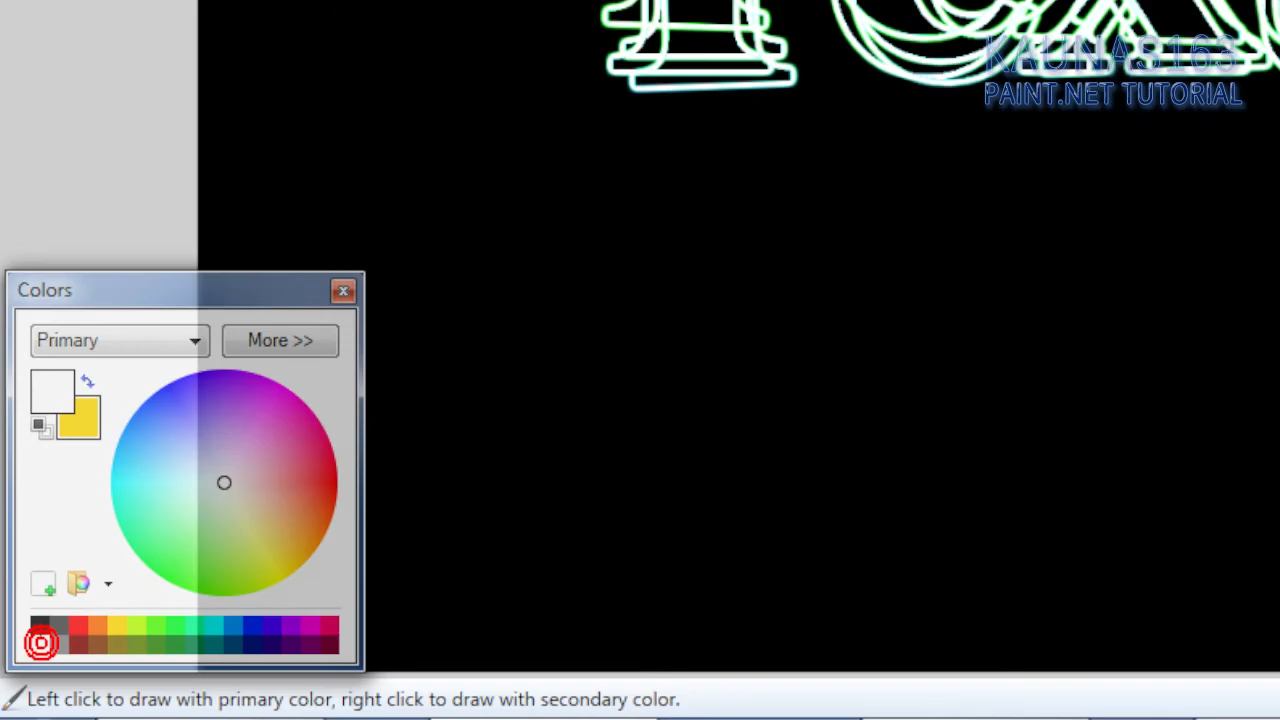 KAUNAS163
PAINT.NET TUTORIAL
Colors
Primary
More >>
Left click to draw with primary color, right click to draw with secondary color.